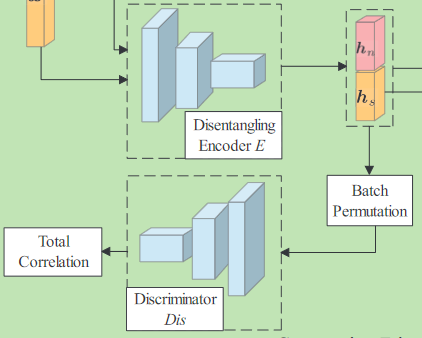 h_n
h_s
Disentangling
Encoder E
Batch
Permutation
Total
Correlation
Discriminator
Dis